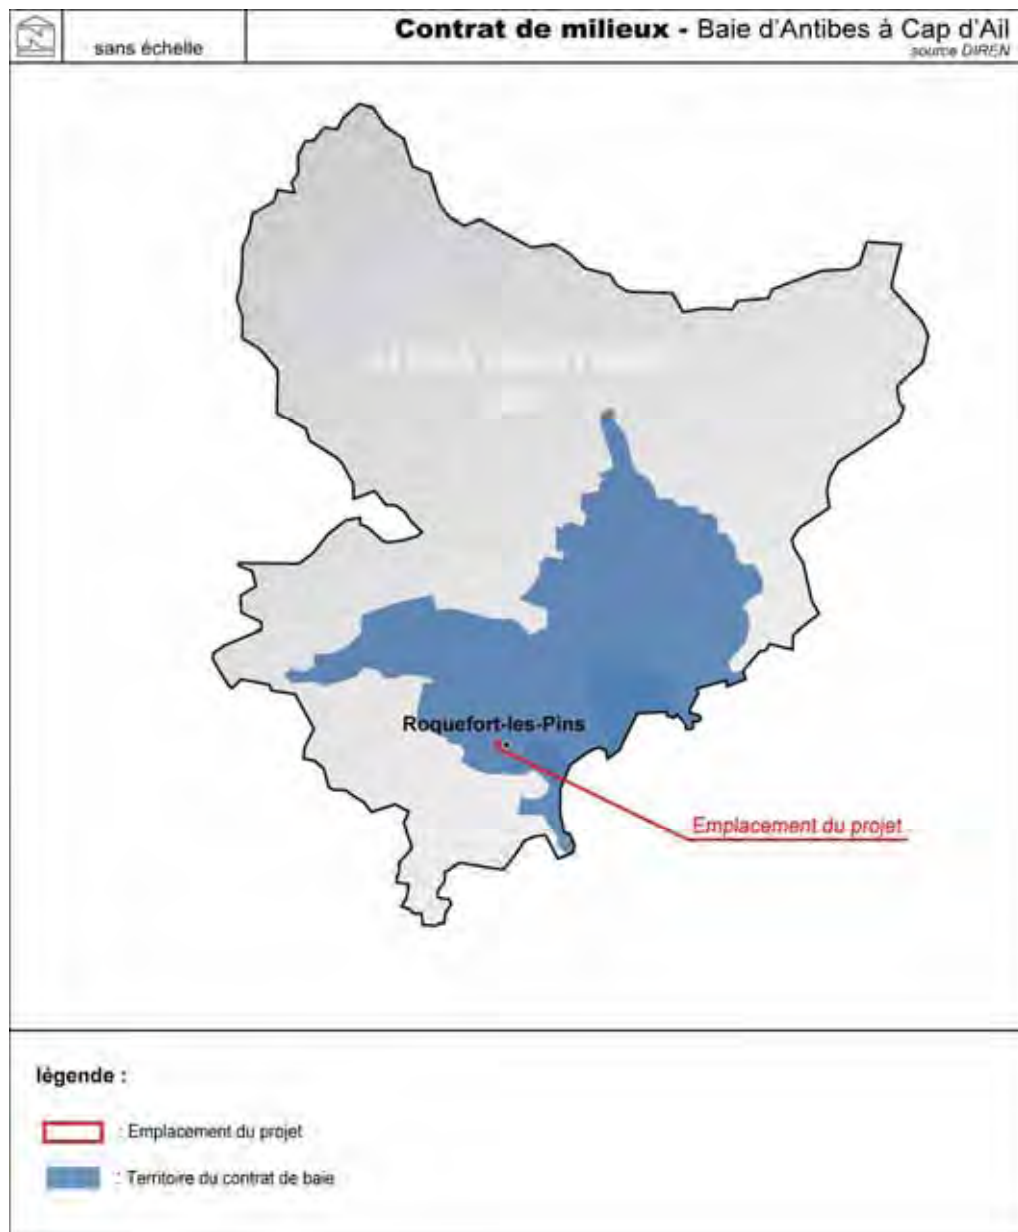 sans échelle
Contrat de milieux - Baie d'Antibes à Cap d'Ail
source DIREN
Roquefort-les-Pins
Emplacement du projet
légende :
: Emplacement du projet
: Territoire du contrat de baie